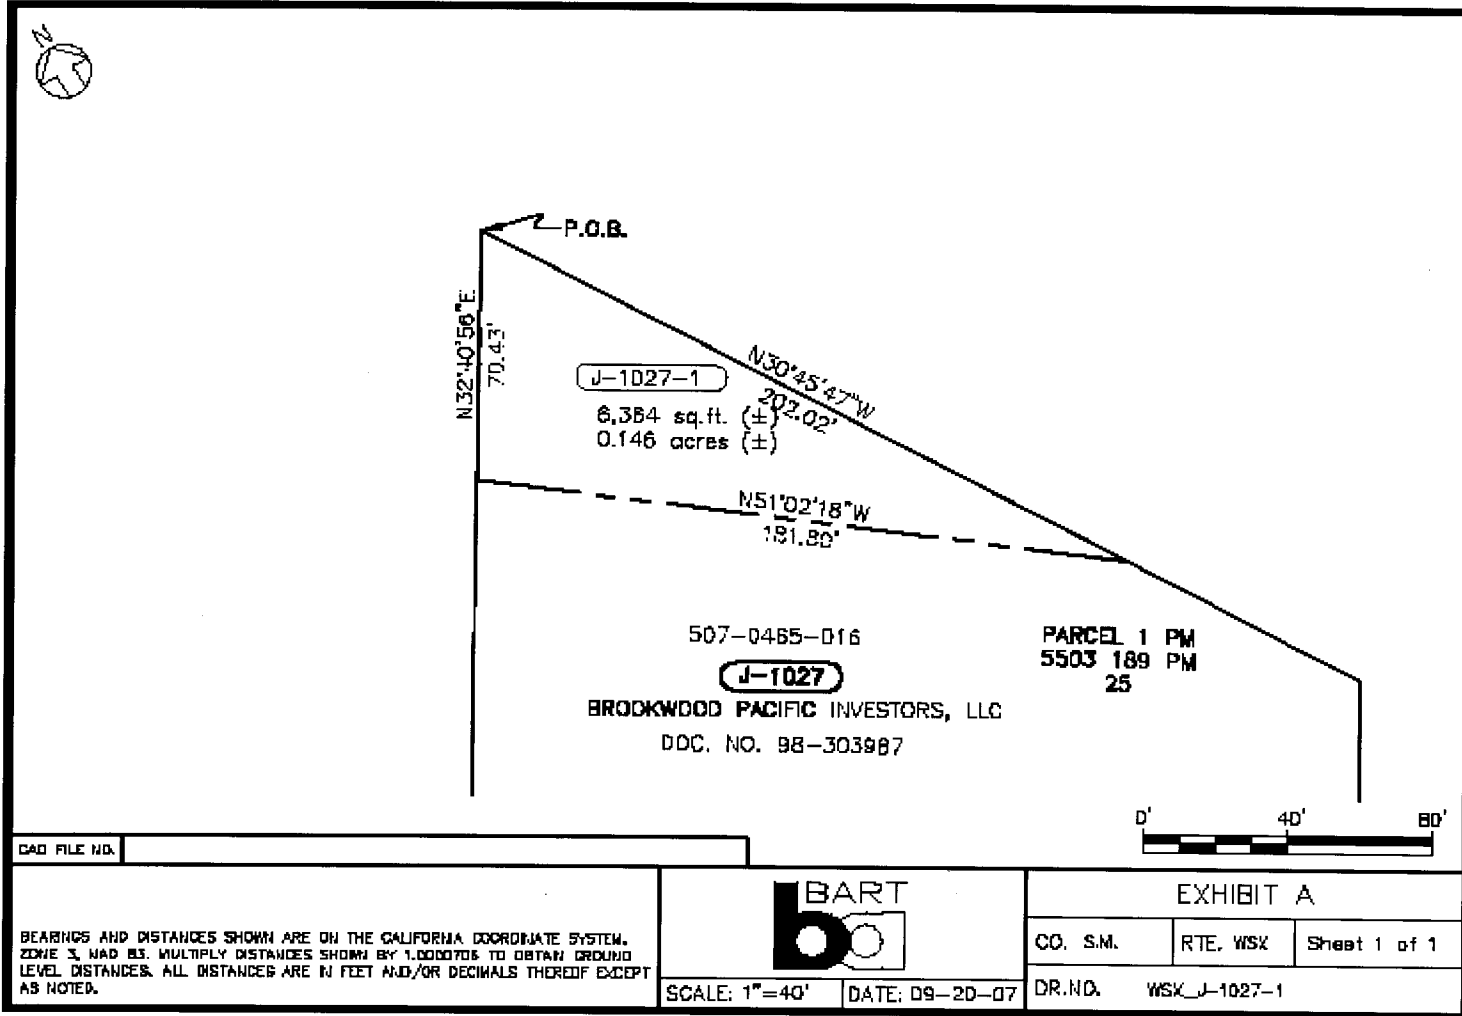 N
P.O.B.
N32°40'56"E
70.43'
N30°45'47"W
202.02'
J-1027-1
6,364 sq.ft. (±)
0.146 acres (±)
N51°02'18"W
181.80'
507-0465-016
J-1027
BROOKWOOD PACIFIC INVESTORS, LLC
DOC. NO. 98-303987
PARCEL 1 PM
5503 189 PM
25
0' 40' 80'
CAD FILE NO.
BEARINGS AND DISTANCES SHOWN ARE ON THE CALIFORNIA COORDINATE SYSTEM.
ZONE 3, NAD 83. MULTIPLY DISTANCES SHOWN BY 1.0000706 TO OBTAIN GROUND
LEVEL DISTANCES. ALL DISTANCES ARE IN FEET AND/OR DECIMALS THEREOF EXCEPT
AS NOTED.
BART
ba
SCALE: 1"=40'
DATE: 09-20-07
EXHIBIT A
CO. S.M.
RTE. WSX
Sheet 1 of 1
DR.NO. WSX_J-1027-1